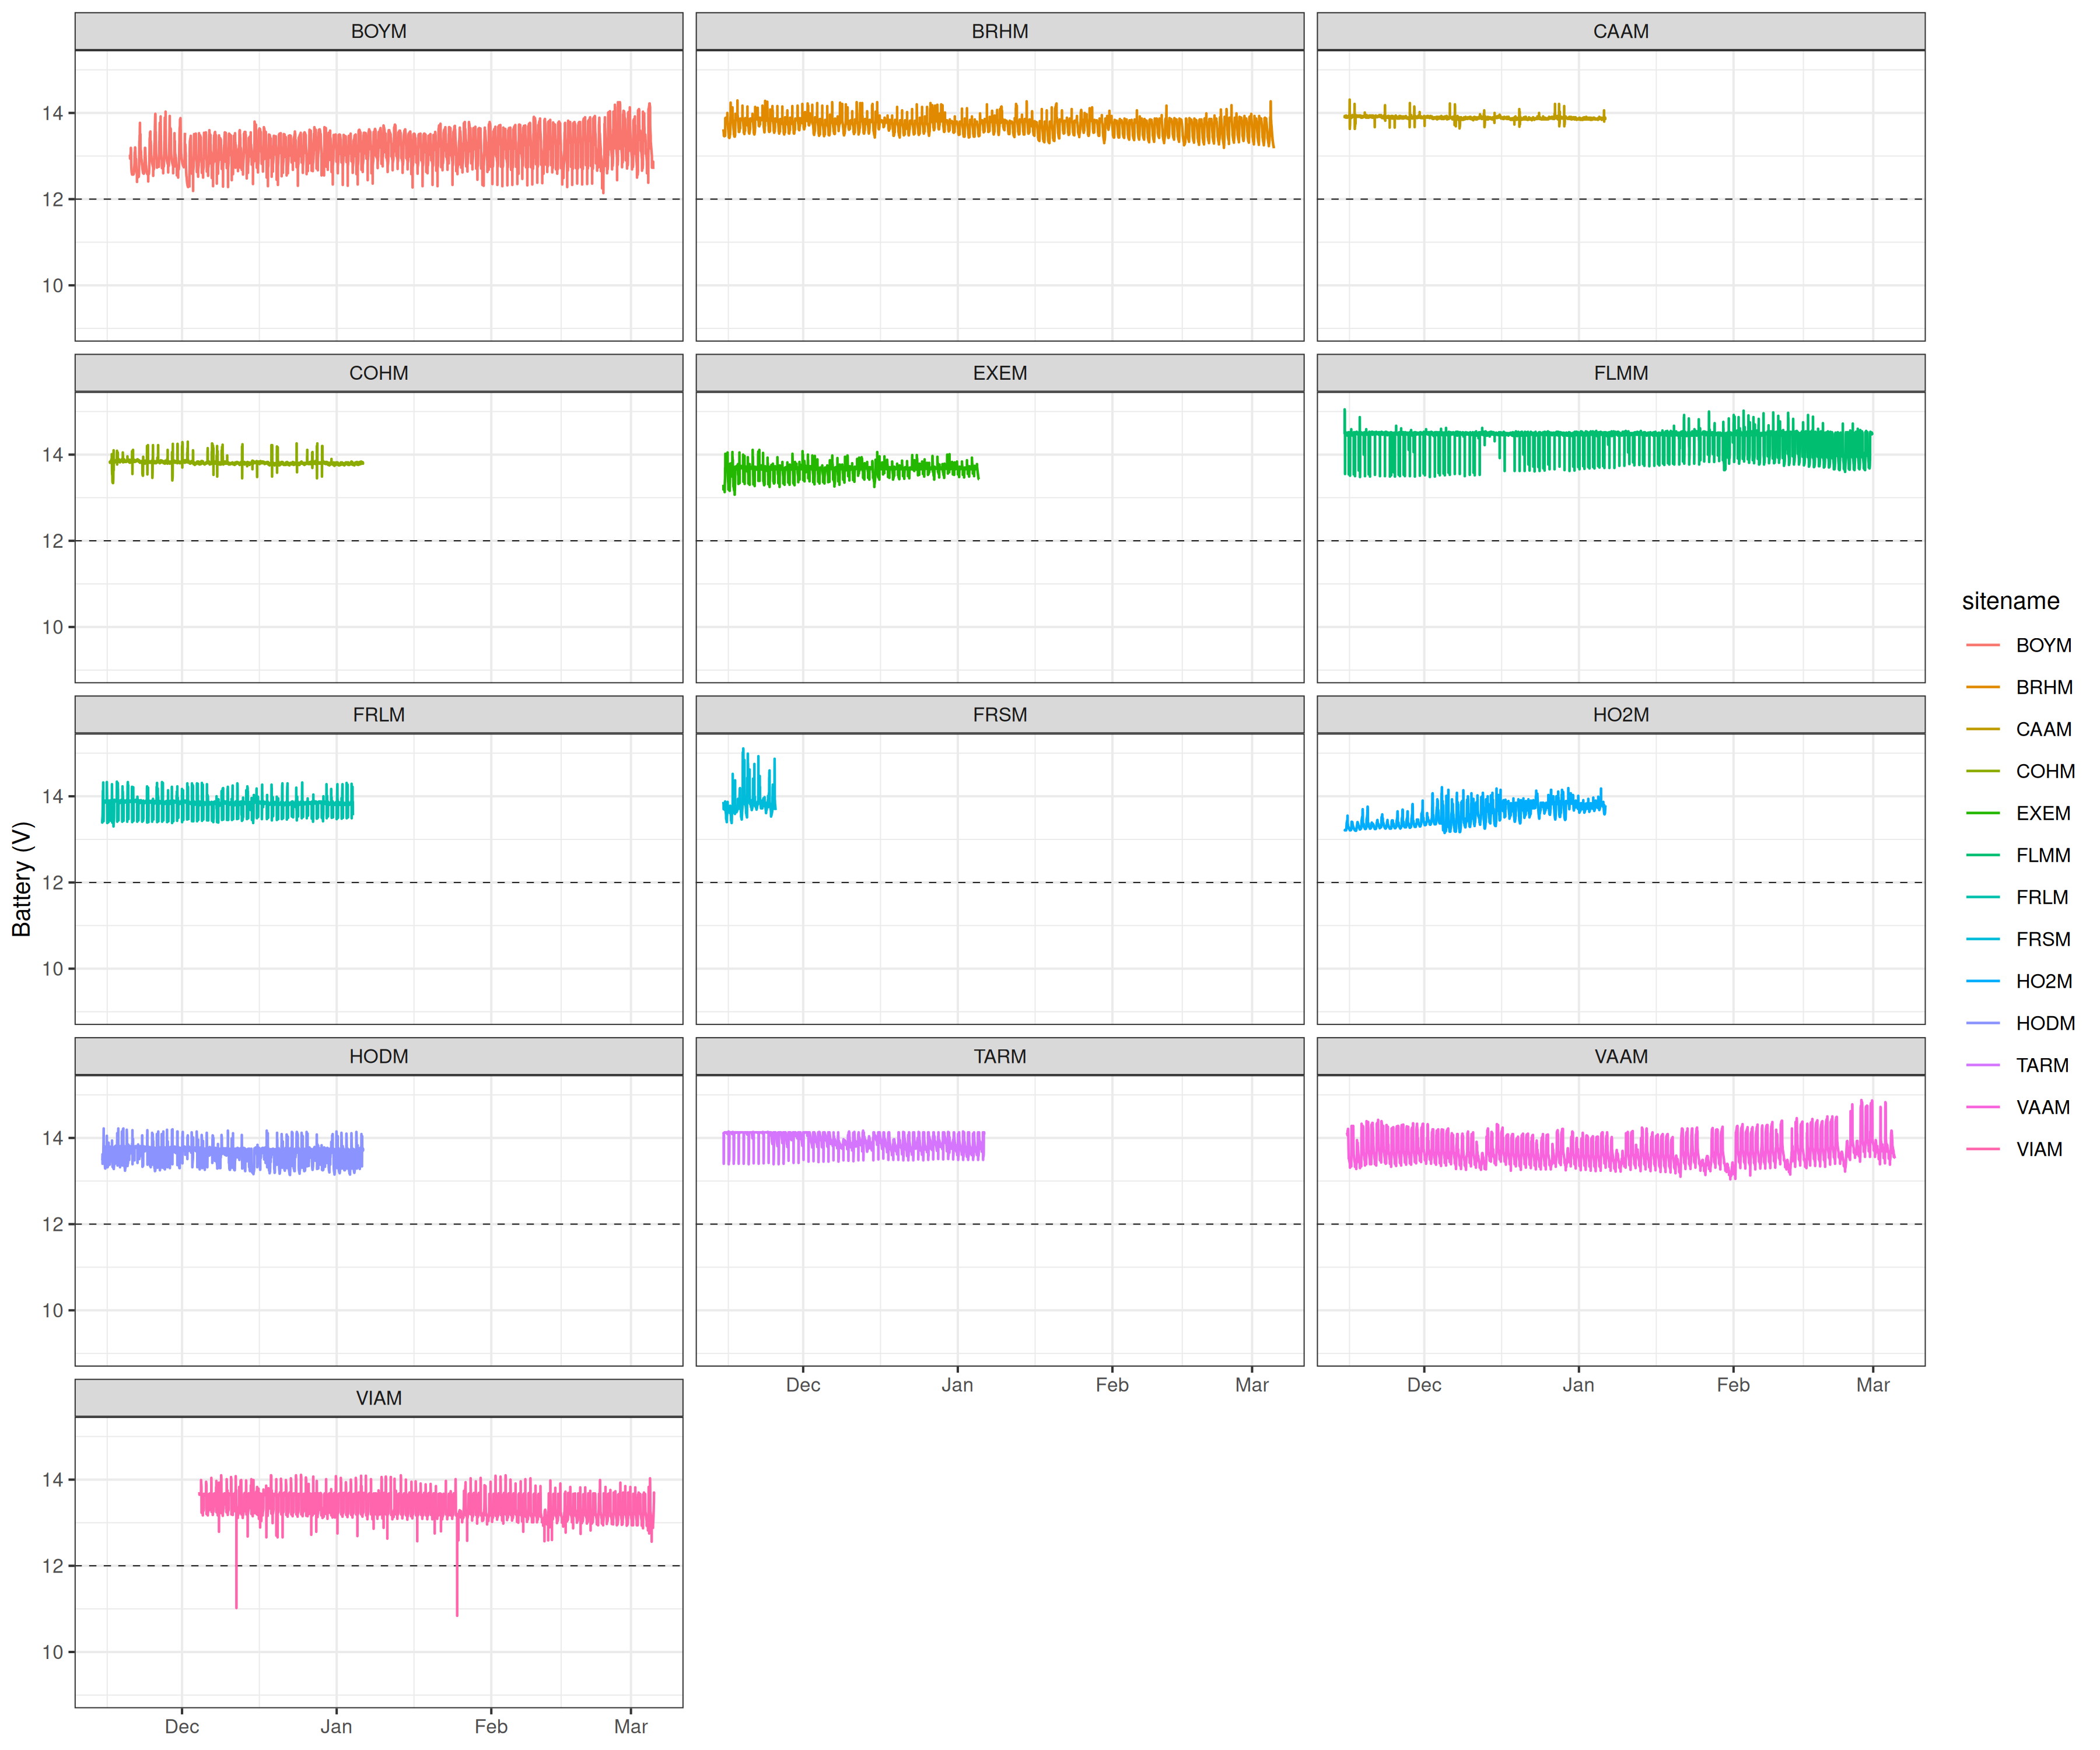 BOYM BRHM CAAM
14
12
10
COHM EXEM FLMM
14
12
10
FRLM FRSM HO2M
14
12
10
HODM TARM VAAM
14
12
10
Dec Jan Feb Mar Dec Jan Feb Mar
VIAM
14
12
10
Dec Jan Feb Mar
Battery (V)
sitename
BOYM
BRHM
CAAM
COHM
EXEM
FLMM
FRLM
FRSM
HO2M
HODM
TARM
VAAM
VIAM